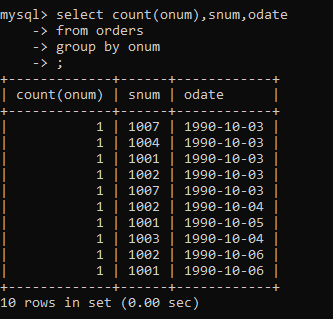 mysql> select count(onum),snum,odate
    -> from orders
    -> group by onum
    -> ;
+-------------+------+------------+
| count(onum) | snum | odate      |
+-------------+------+------------+
|           1 | 1007 | 1990-10-03 |
|           1 | 1004 | 1990-10-03 |
|           1 | 1001 | 1990-10-03 |
|           1 | 1002 | 1990-10-03 |
|           1 | 1007 | 1990-10-03 |
|           1 | 1002 | 1990-10-04 |
|           1 | 1001 | 1990-10-05 |
|           1 | 1003 | 1990-10-04 |
|           1 | 1002 | 1990-10-06 |
|           1 | 1001 | 1990-10-06 |
+-------------+------+------------+
10 rows in set (0.00 sec)